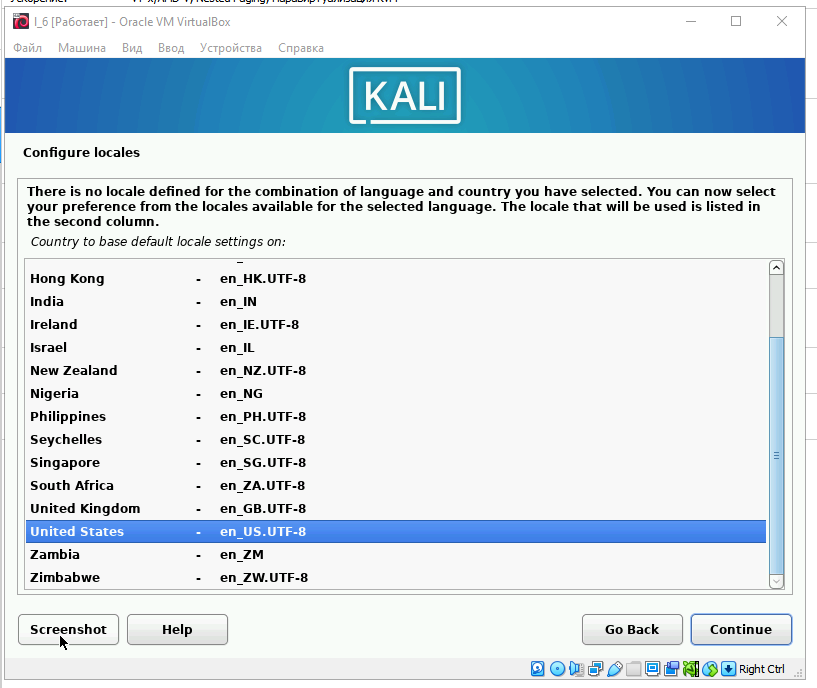 l_6 [Работает] - Oracle VM VirtualBox
Файл Машина Вид Ввод Устройства Справка
KALI
Configure locales
There is no locale defined for the combination of language and country you have selected. You can now select
your preference from the locales available for the selected language. The locale that will be used is listed in
the second column.
Country to base default locale settings on:
Hong Kong - en_HK.UTF-8
India - en_IN
Ireland - en_IE.UTF-8
Israel - en_IL
New Zealand - en_NZ.UTF-8
Nigeria - en_NG
Philippines - en_PH.UTF-8
Seychelles - en_SC.UTF-8
Singapore - en_SG.UTF-8
South Africa - en_ZA.UTF-8
United Kingdom - en_GB.UTF-8
United States - en_US.UTF-8
Zambia - en_ZM
Zimbabwe - en_ZW.UTF-8
Screenshot Help Go Back Continue
Right Ctrl